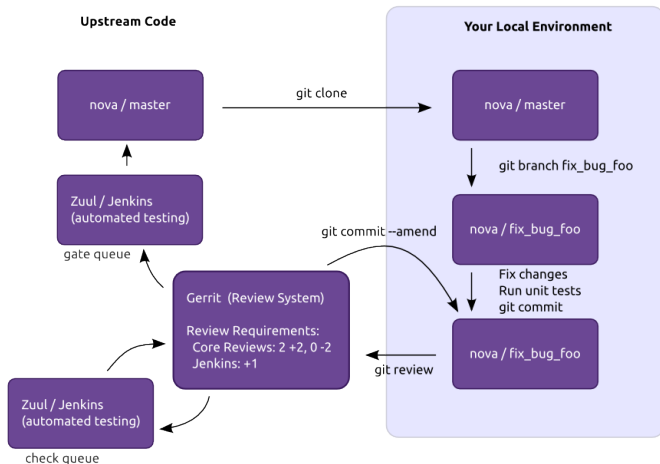 Upstream Code
Your Local Environment
nova / master
git clone
nova / master
git branch fix_bug_foo
Zuul / Jenkins
(automated testing)
gate queue
git commit --amend
nova / fix_bug_foo
Fix changes
Run unit tests
git commit
Gerrit (Review System)
Review Requirements:
Core Reviews: 2 +2, 0 -2
Jenkins: +1
git review
nova / fix_bug_foo
Zuul / Jenkins
(automated testing)
check queue